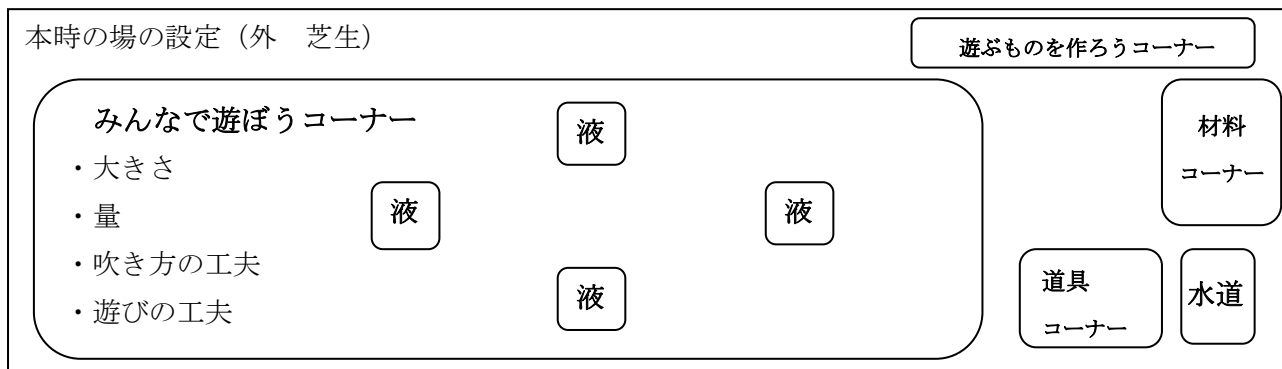 本時の場の設定（外　芝生）
遊ぶものを作ろうコーナー
みんなで遊ぼうコーナー
・大きさ
・量
・吹き方の工夫
・遊びの工夫
液
液
液
液
材料
コーナー
道具
コーナー
水道